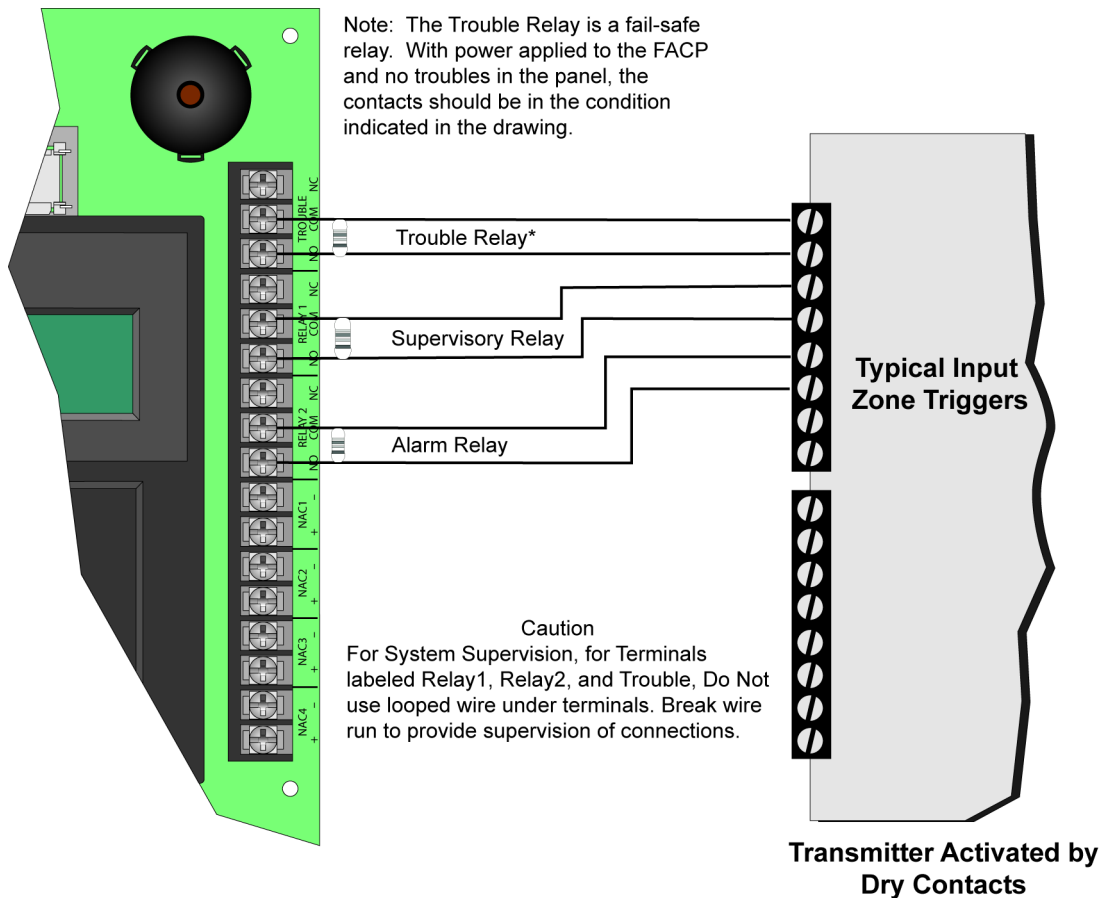 Note:  The Trouble Relay is a fail-safe
relay.  With power applied to the FACP
and no troubles in the panel, the
contacts should be in the condition
indicated in the drawing.
NC
TROUBLE
COM
NO
Trouble Relay*
NC
RELAY 1
COM
NO
Supervisory Relay
NC
RELAY 2
COM
NO
Alarm Relay
NAC1
–
+
NAC2
–
+
NAC3
–
+
NAC4
–
+
Typical Input
Zone Triggers
Caution
For System Supervision, for Terminals
labeled Relay1, Relay2, and Trouble, Do Not
use looped wire under terminals. Break wire
run to provide supervision of connections.
Transmitter Activated by
Dry Contacts